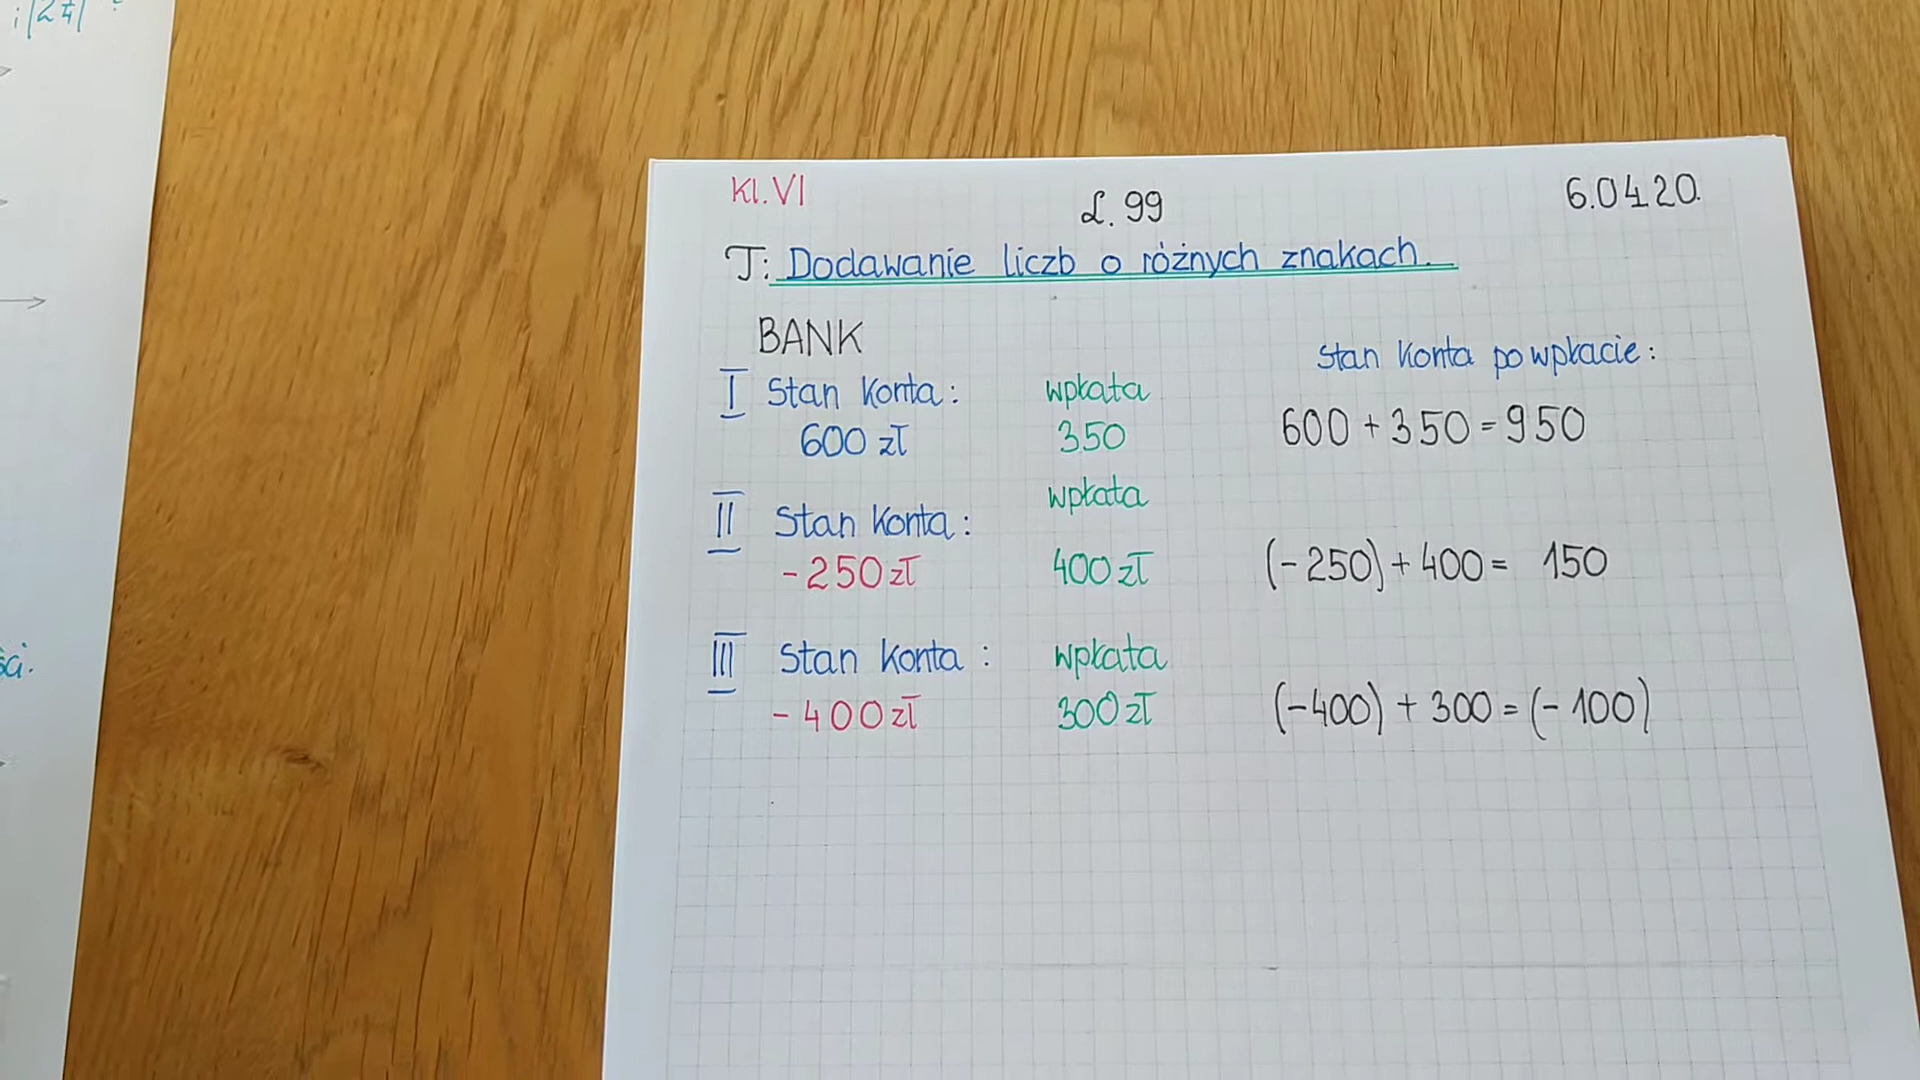 Kl. VI
L. 99
6.04.20.
T: Dodawanie liczb o różnych znakach.
BANK
Stan konta po wpłacie:
I Stan konta: wpłata
600 zł 350 600 + 350 = 950
wpłata
II Stan konta:
-250 zł 400 zł (-250) + 400 = 150
III Stan konta: wpłata
-400 zł 300 zł (-400) + 300 = (-100)